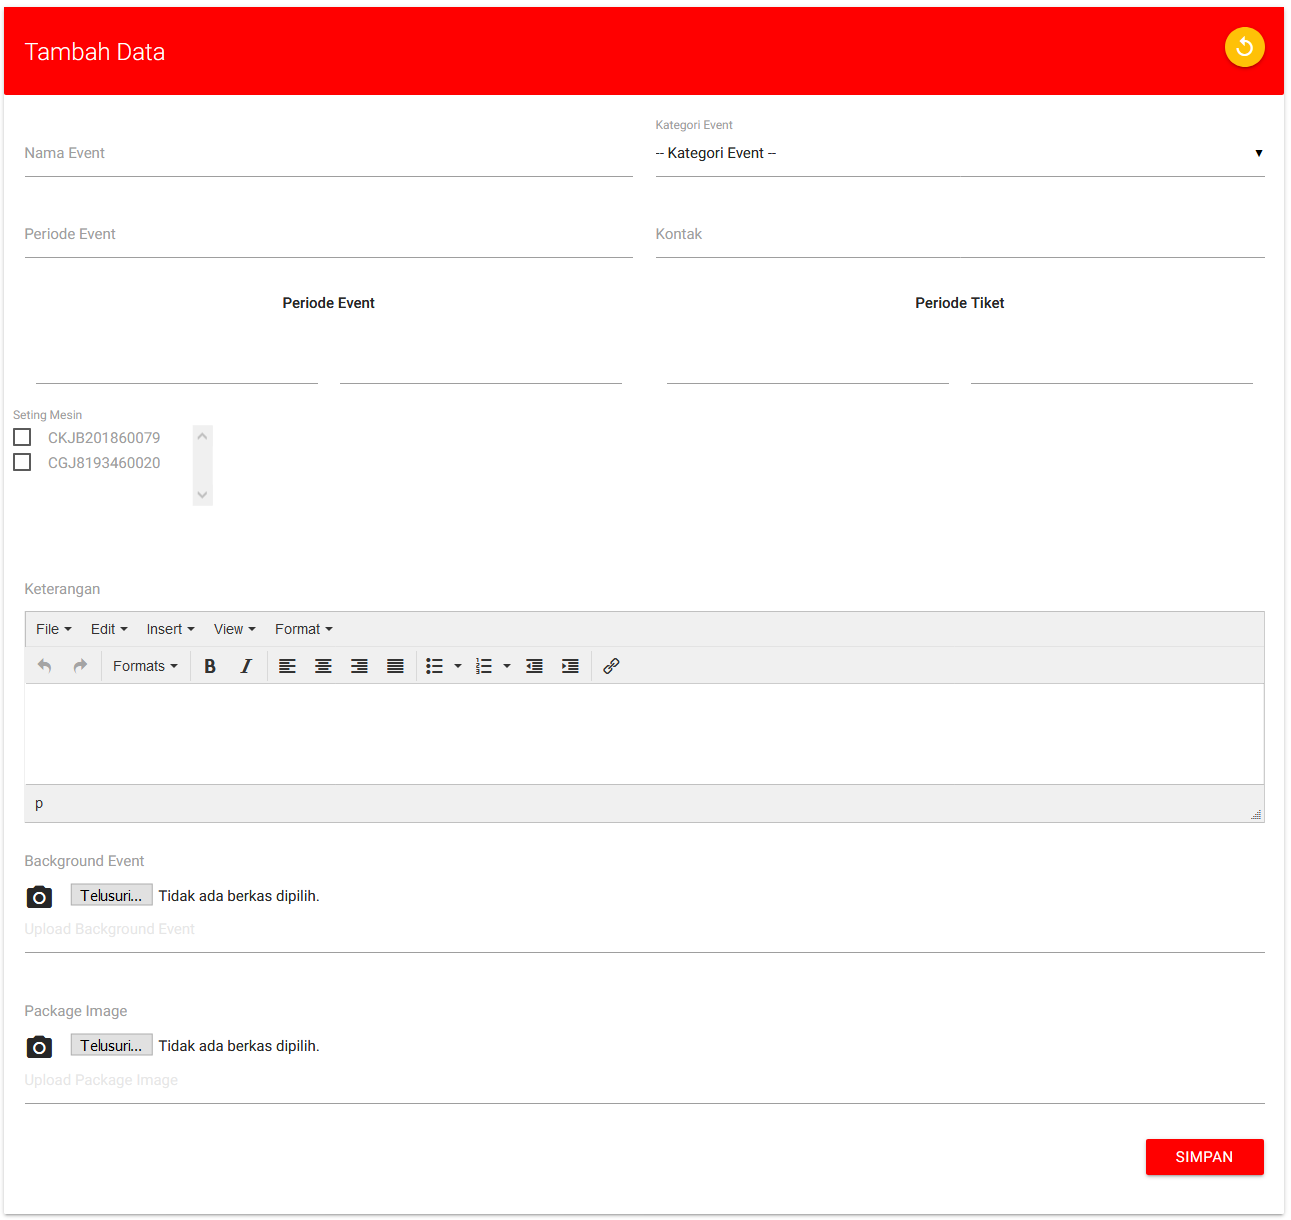 Tambah Data
Kategori Event
Nama Event
-- Kategori Event --
Periode Event
Kontak
Periode Event
Periode Tiket
Seting Mesin
CKJB201860079
CGJ8193460020
Keterangan
File Edit Insert View Format
Formats B I
p
Background Event
Telusuri... Tidak ada berkas dipilih.
Upload Background Event
Package Image
Telusuri... Tidak ada berkas dipilih.
Upload Package Image
SIMPAN